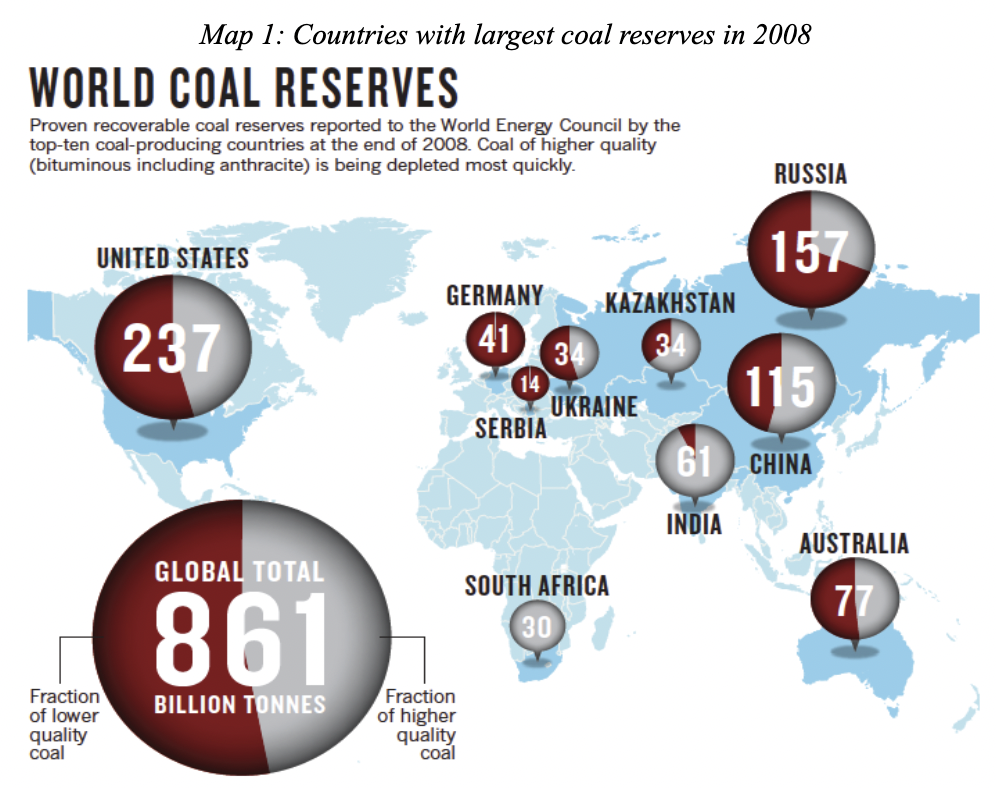 Map 1: Countries with largest coal reserves in 2008
WORLD COAL RESERVES
Proven recoverable coal reserves reported to the World Energy Council by the
top-ten coal-producing countries at the end of 2008. Coal of higher quality
(bituminous including anthracite) is being depleted most quickly.
RUSSIA
157
UNITED STATES
237
GERMANY
41
KAZAKHSTAN
34
34
UKRAINE
14
SERBIA
115
CHINA
61
INDIA
AUSTRALIA
77
SOUTH AFRICA
30
GLOBAL TOTAL
861
BILLION TONNES
Fraction
of lower
quality
coal
Fraction
of higher
quality
coal